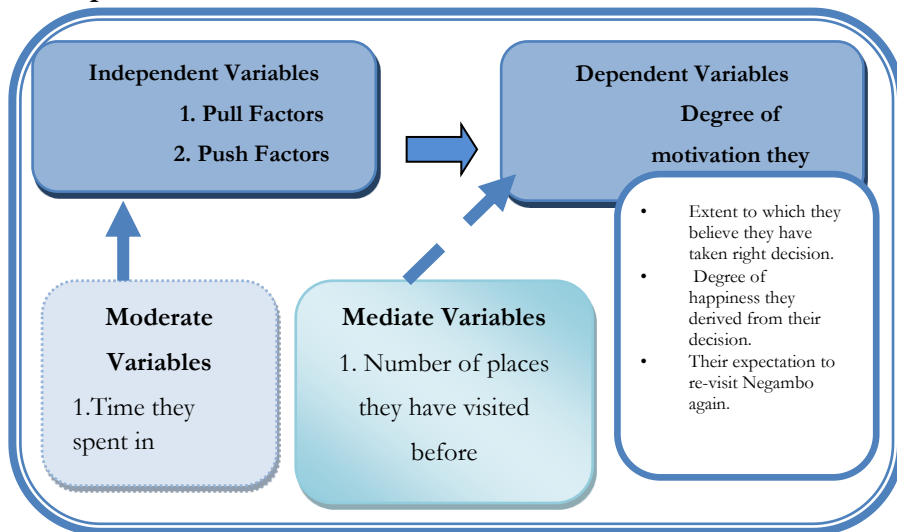 Independent Variables
1. Pull Factors
2. Push Factors
Dependent Variables
Degree of
motivation they
• Extent to which they
believe they have
taken right decision.
• Degree of
happiness they
derived from their
decision.
• Their expectation to
re-visit Negambo
again.
Moderate
Variables
1.Time they
spent in
Mediate Variables
1. Number of places
they have visited
before